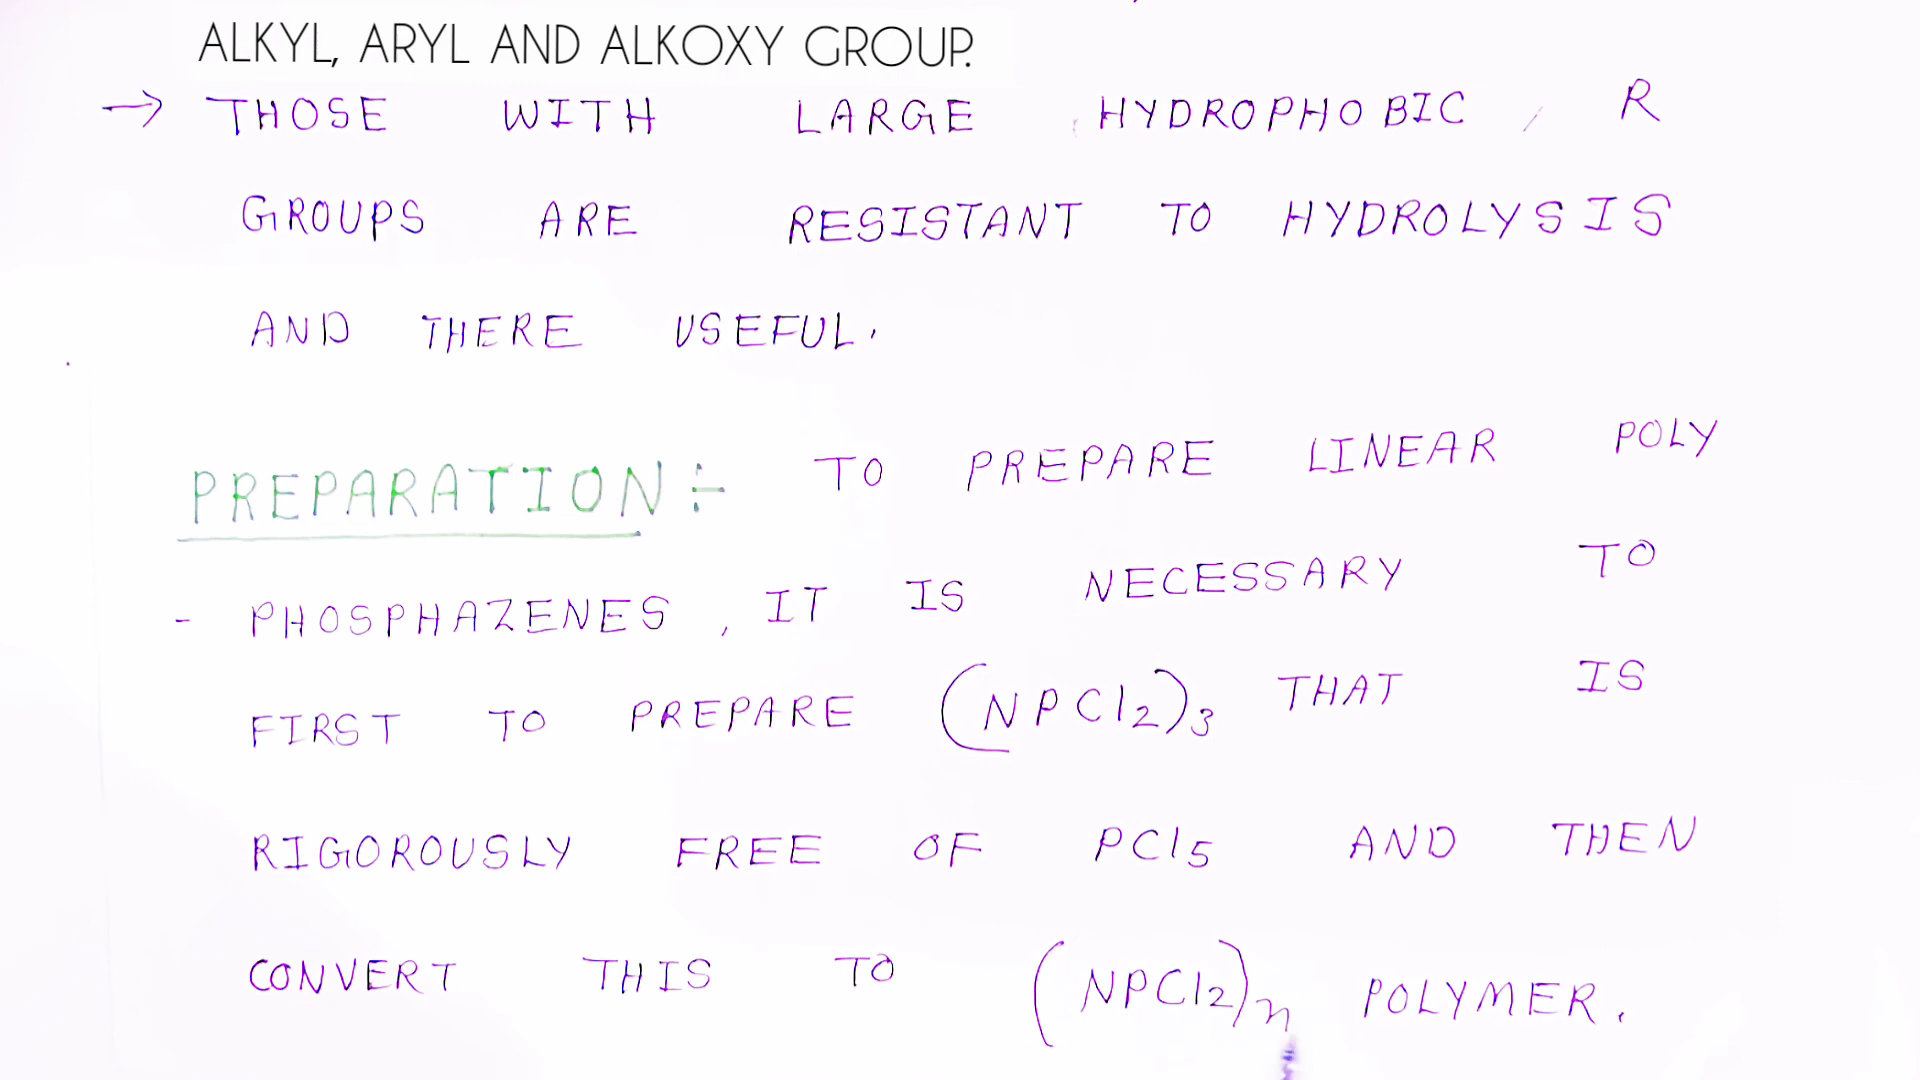 ALKYL, ARYL AND ALKOXY GROUP.
→ THOSE WITH LARGE HYDROPHOBIC R
GROUPS ARE RESISTANT TO HYDROLYSIS
AND THERE USEFUL.
PREPARATION :- TO PREPARE LINEAR POLY
- PHOSPHAZENES, IT IS NECESSARY TO
FIRST TO PREPARE (NPCl2)3 THAT IS
RIGOROUSLY FREE OF PCl5 AND THEN
CONVERT THIS TO (NPCl2)n POLYMER.